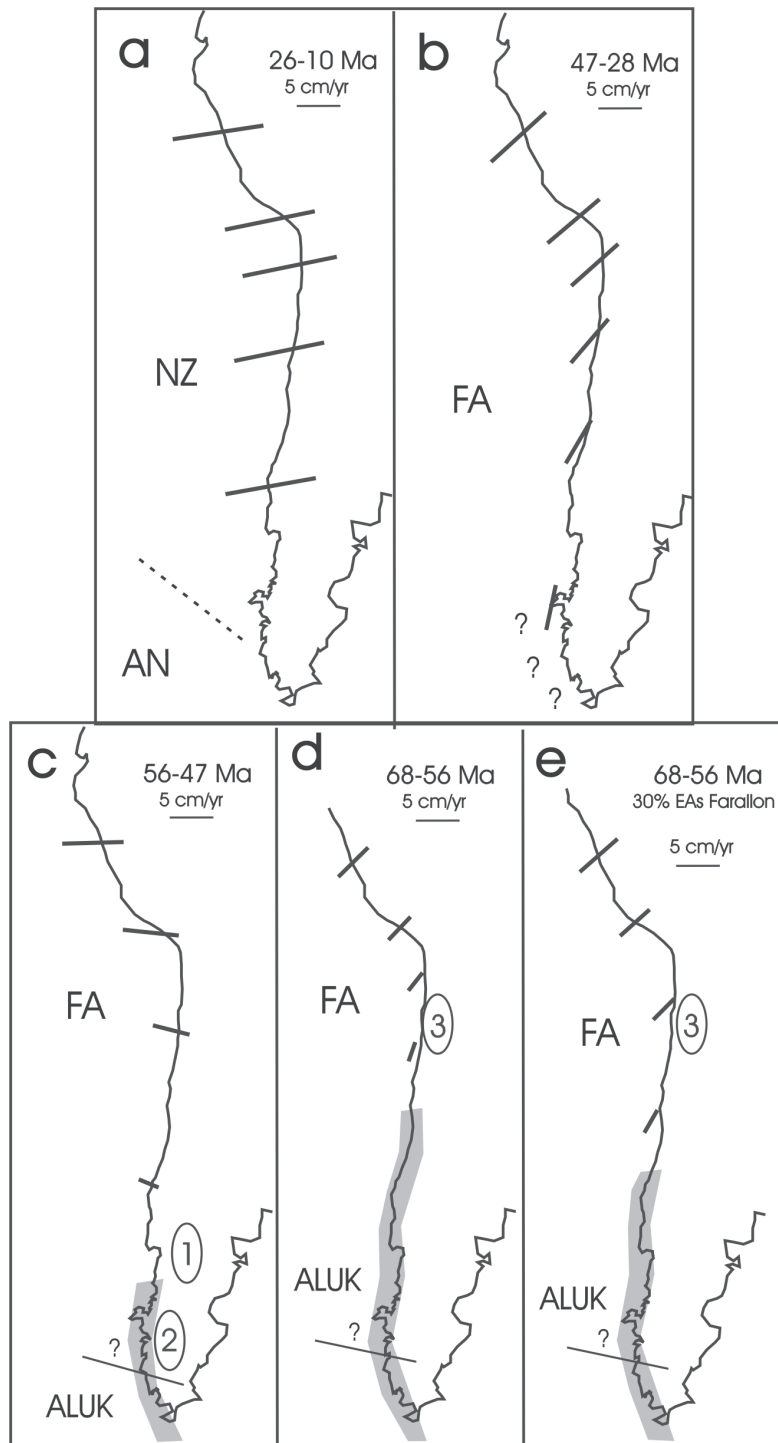 a
26-10 Ma
5 cm/yr
NZ
AN
b
47-28 Ma
5 cm/yr
FA
?
?
?
c
56-47 Ma
5 cm/yr
FA
1
2
?
ALUK
d
68-56 Ma
5 cm/yr
FA
3
ALUK
?
e
68-56 Ma
30% EAs Farallon
5 cm/yr
FA
3
ALUK
?